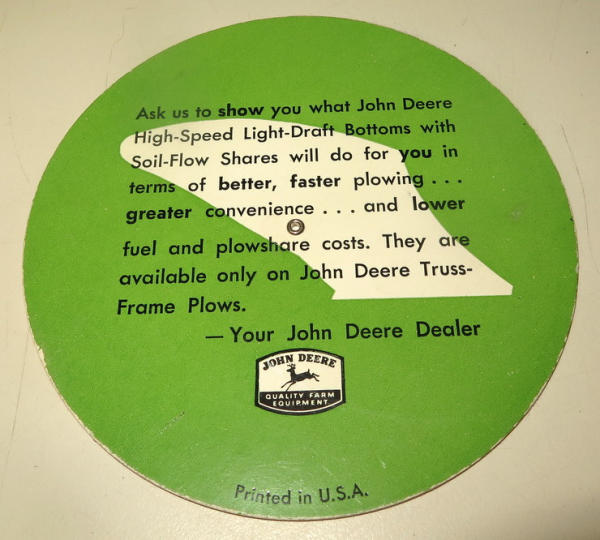 Ask us to show you what John Deere
High-Speed Light-Draft Bottoms with
Soil-Flow Shares will do for you in
terms of better, faster plowing . . .
greater convenience . . . and lower
fuel and plowshare costs. They are
available only on John Deere Truss-
Frame Plows.
— Your John Deere Dealer
JOHN DEERE
QUALITY FARM
EQUIPMENT
Printed in U.S.A.